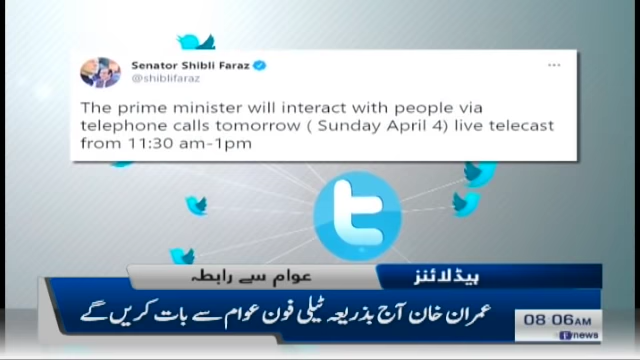 Senator Shibli Faraz
@shiblifaraz
The prime minister will interact with people via
telephone calls tomorrow ( Sunday April 4) live telecast
from 11:30 am-1pm
ہیڈلائنز
عوام سے رابطہ
عمران خان آج بذریعہ ٹیلی فون عوام سے بات کریں گے
08:06AM
news